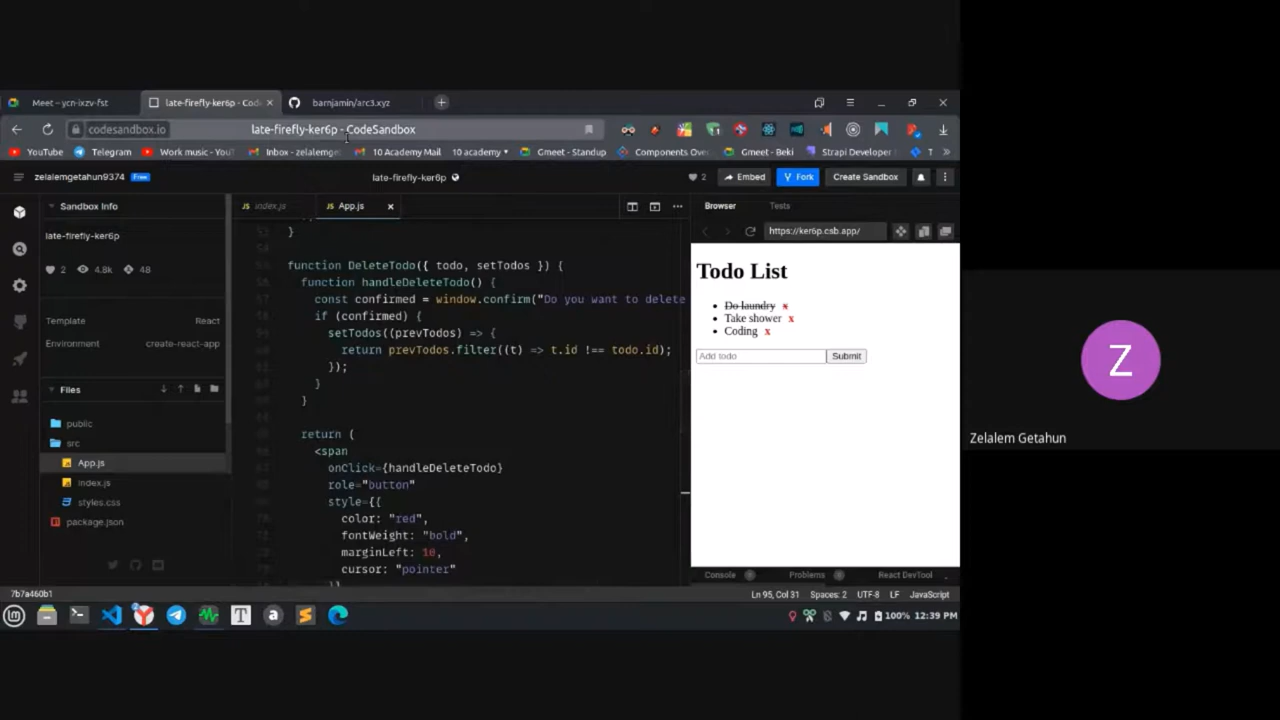 Meet – ycn-ixzv-fst
late-firefly-ker6p - Code
barnjamin/arc3.xyz
codesandbox.io
late-firefly-ker6p - CodeSandbox
YouTube
Telegram
Work music - You
Inbox - zelalemge
10 Academy Mail
10 academy
Gmeet - Standup
Components Ove
Gmeet - Beki
Strapi Developer
T
zelalemgetahun9374
Free
late-firefly-ker6p
2
Embed
Fork
Create Sandbox
Sandbox Info
late-firefly-ker6p
2
4.8k
48
Template
React
Environment
create-react-app
Files
public
src
App.js
index.js
styles.css
package.json
JS index.js
JS App.js
}
function DeleteTodo({ todo, setTodos }) {
function handleDeleteTodo() {
const confirmed = window.confirm("Do you want to delete
if (confirmed) {
setTodos((prevTodos) => {
return prevTodos.filter((t) => t.id !== todo.id);
});
}
}
return (
<span
onClick={handleDeleteTodo}
role="button"
style={{
color: "red",
fontWeight: "bold",
marginLeft: 10,
cursor: "pointer"
Browser
Tests
https://ker6p.csb.app/
Todo List
Do laundry x
Take shower x
Coding x
Add todo
Submit
Console
Problems
React DevTool
7b7a460b1
Ln 95, Col 31
Spaces: 2
UTF-8
LF
JavaScript
100%
12:39 PM
Z
Zelalem Getahun